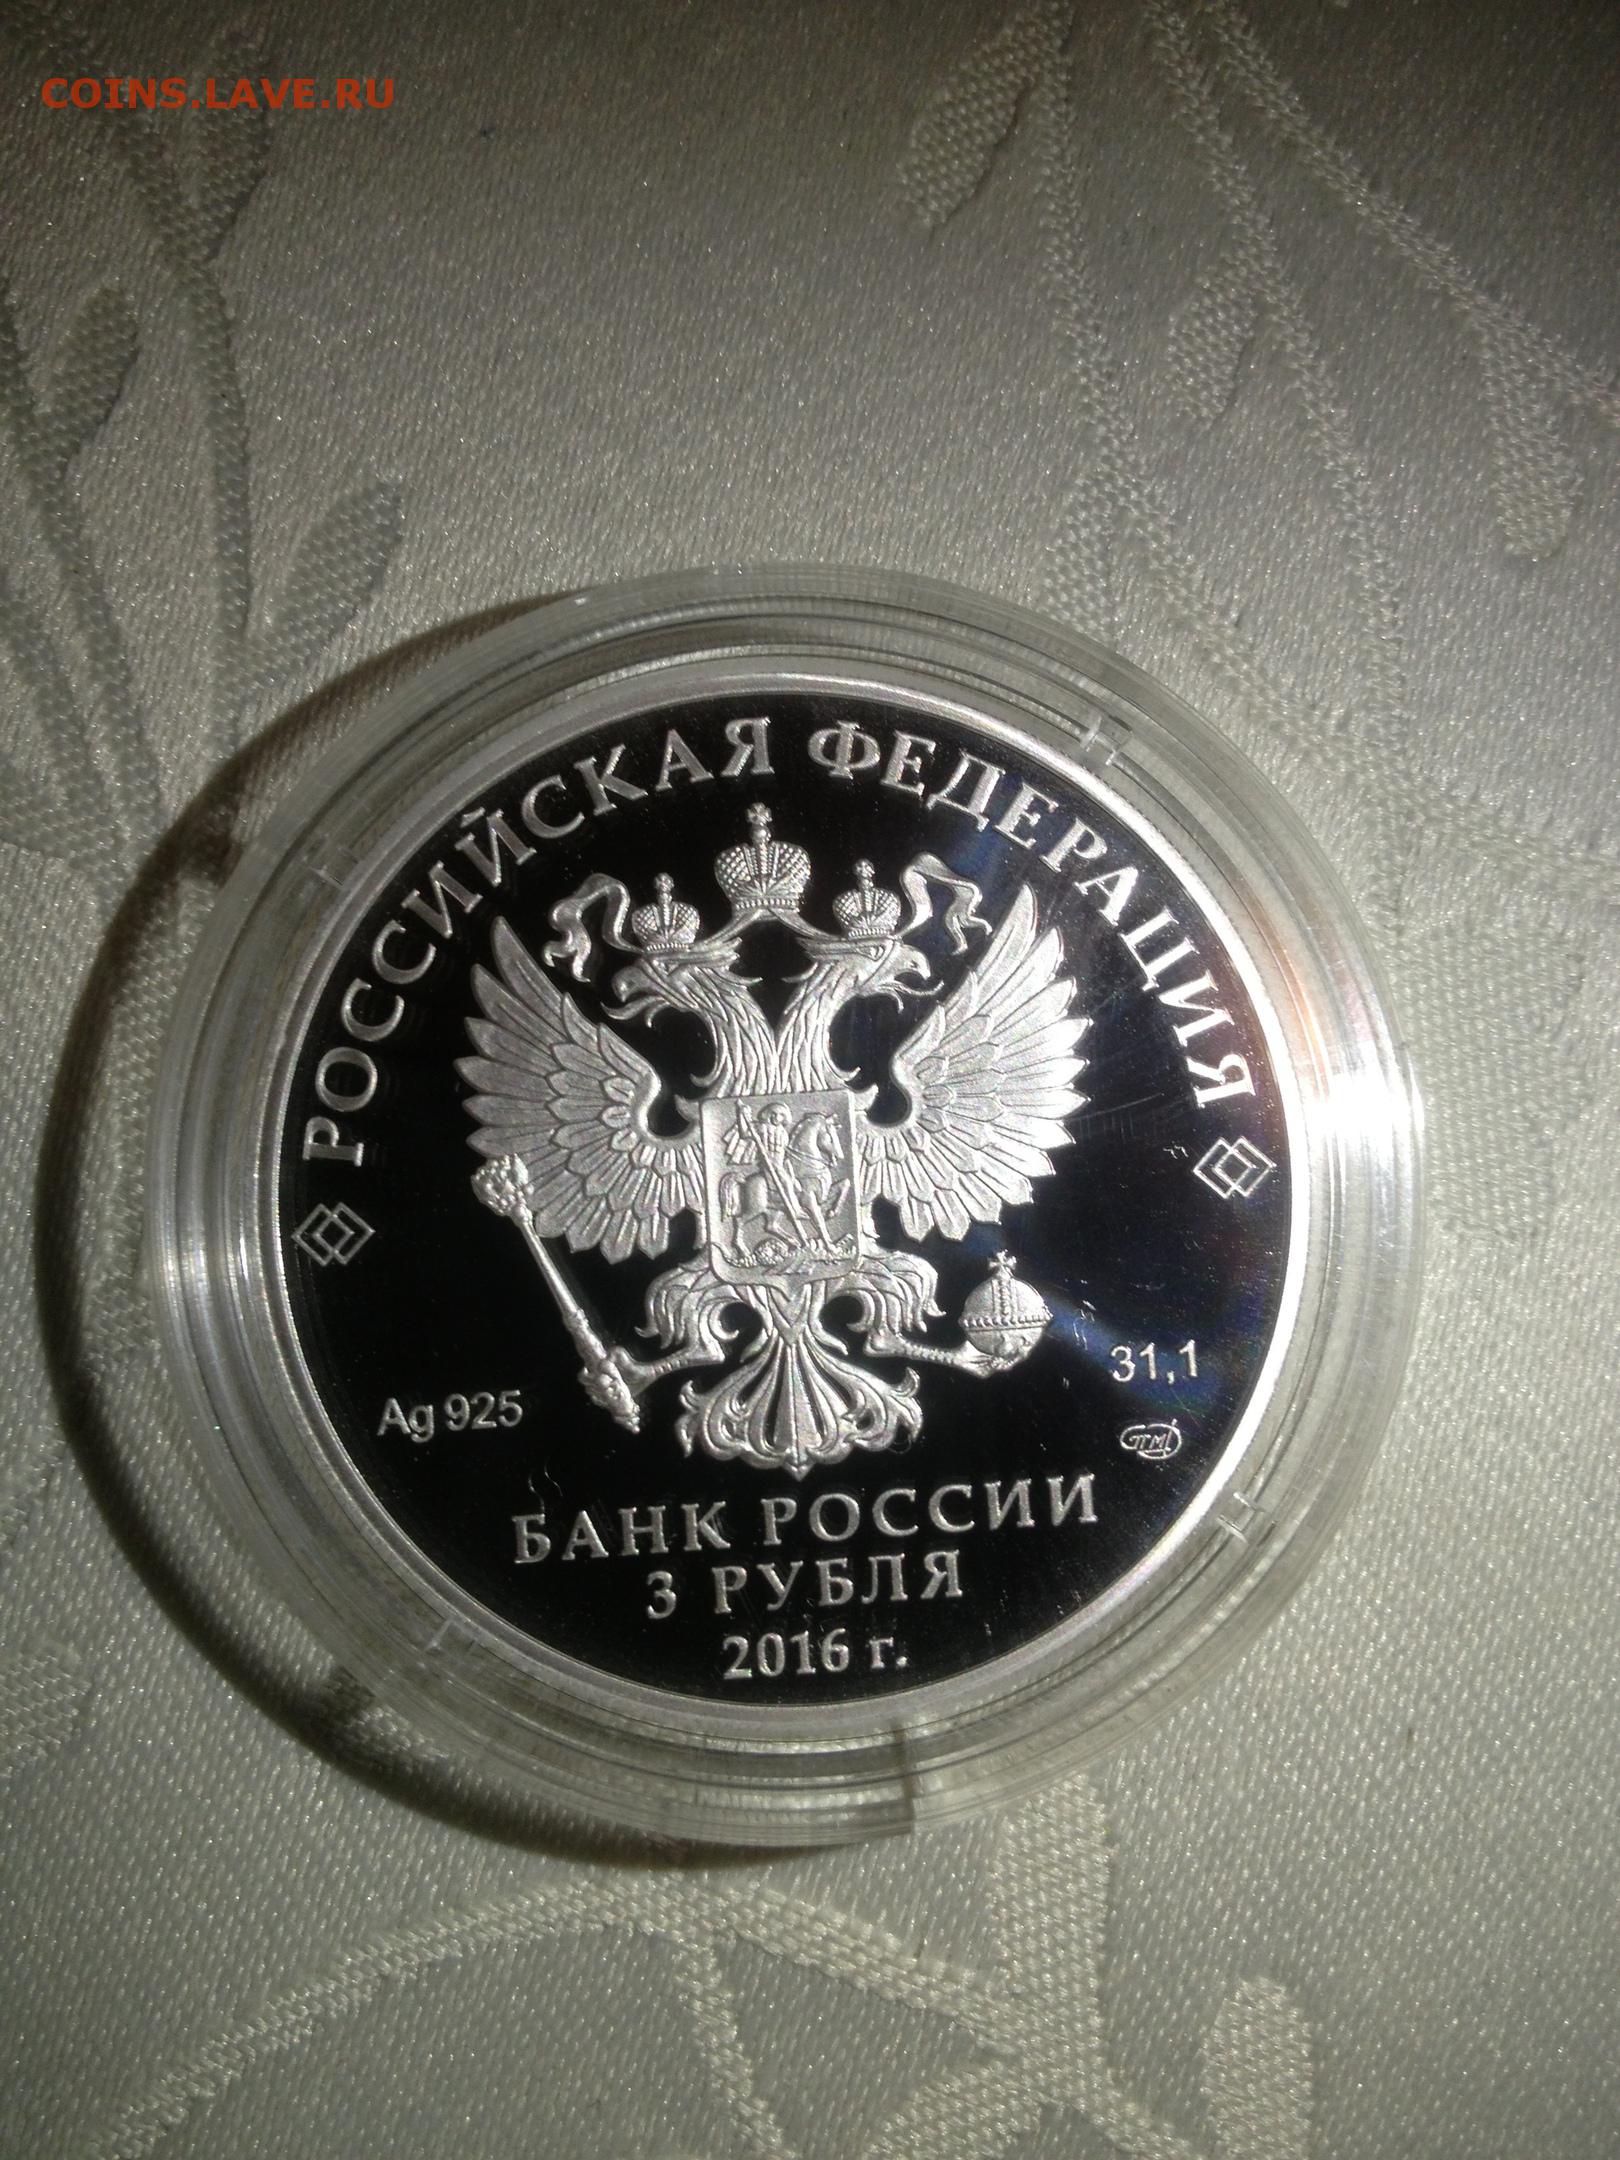 COINS.LAVE.RU
РОССИЙСКАЯ ФЕДЕРАЦИЯ
Ag 925
31,1
БАНК РОССИИ
3 РУБЛЯ
2016 г.